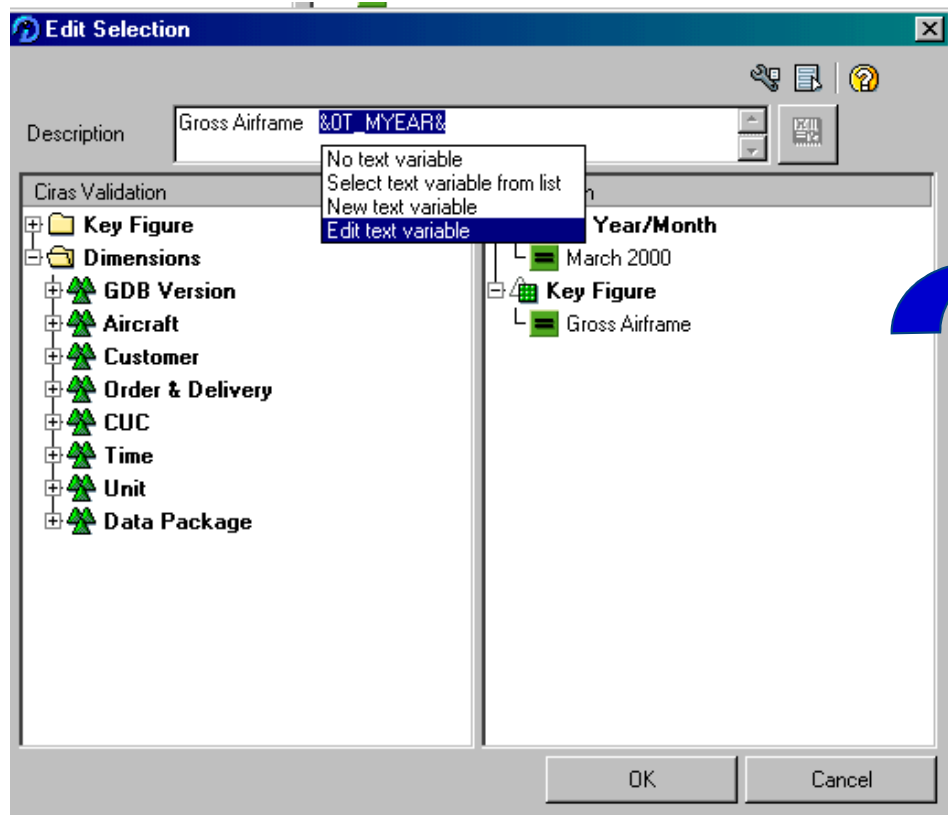 Edit Selection
Description
Gross Airframe &0T_MYEAR&
No text variable
Select text variable from list
New text variable
Edit text variable
Ciras Validation
Key Figure
Dimensions
GDB Version
Aircraft
Customer
Order & Delivery
CUC
Time
Unit
Data Package
Year/Month
March 2000
Key Figure
Gross Airframe
OK Cancel